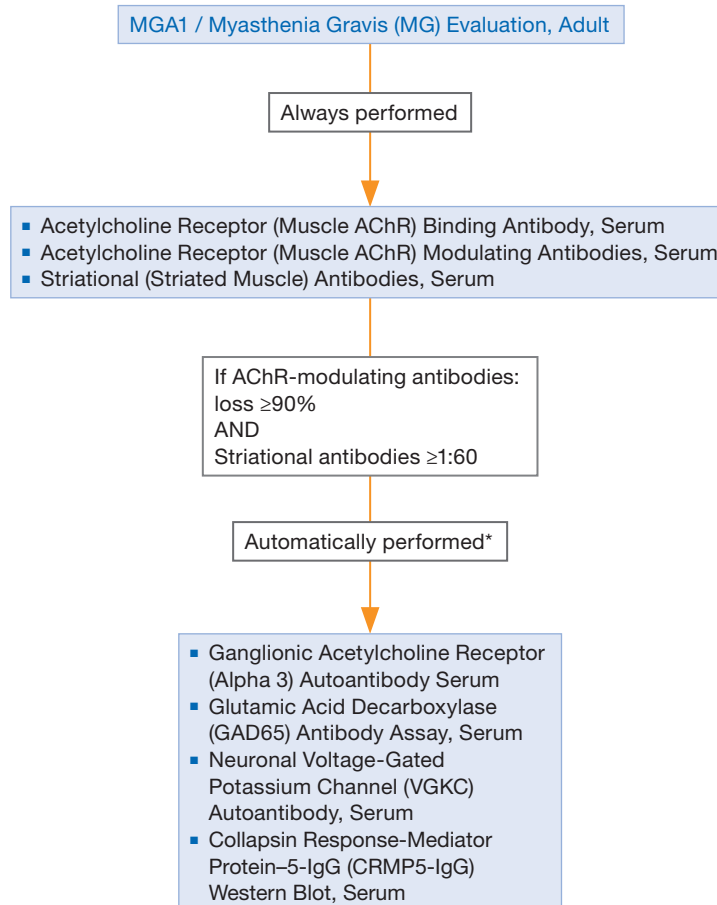 MGA1 / Myasthenia Gravis (MG) Evaluation, Adult
Always performed
▪ Acetylcholine Receptor (Muscle AChR) Binding Antibody, Serum
▪ Acetylcholine Receptor (Muscle AChR) Modulating Antibodies, Serum
▪ Striational (Striated Muscle) Antibodies, Serum
If AChR-modulating antibodies:
loss ≥90%
AND
Striational antibodies ≥1:60
Automatically performed*
▪ Ganglionic Acetylcholine Receptor
(Alpha 3) Autoantibody Serum
▪ Glutamic Acid Decarboxylase
(GAD65) Antibody Assay, Serum
▪ Neuronal Voltage-Gated
Potassium Channel (VGKC)
Autoantibody, Serum
▪ Collapsin Response-Mediator
Protein–5-IgG (CRMP5-IgG)
Western Blot, Serum